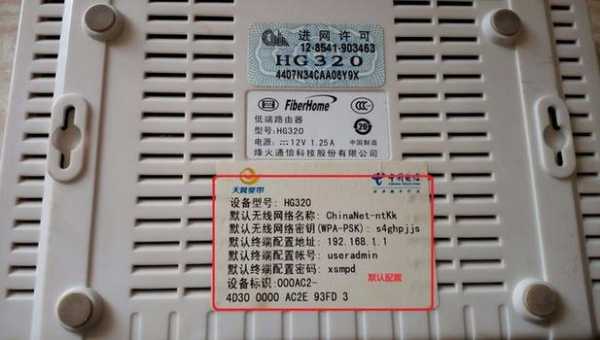 进网许可
12-8541-903463
HG320
4407N34CAA06Y9X
FiberHome
低端路由器
型号:HG320
电源: 12V 1.25A
中国制造
烽火通信科技股份有限公司
天翼宽带
中国电信
设备型号: HG320
默认无线网络名称: ChinaNet-ntKk
默认无线网络密钥(WPA-PSK): s4ghpjjs
默认终端配置地址: 192.168.1.1
默认终端配置帐号: useradmin
默认终端配置密码: xsmpd
默认配置
设备标识:000AC2-
4D30 0000 AC2E 93FD 3